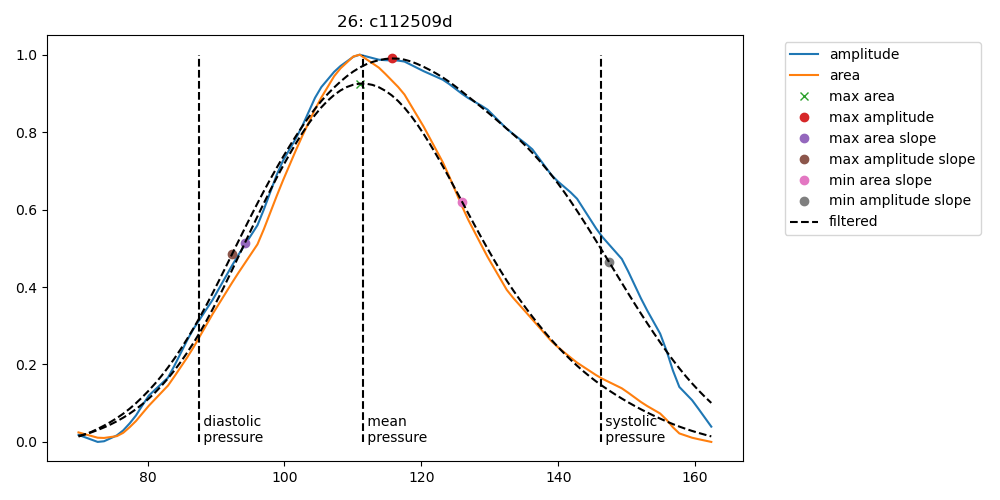 26: c112509d
1.0
0.8
0.6
0.4
0.2
0.0
80
100
120
140
160
diastolic
pressure
mean
pressure
systolic
pressure
amplitude
area
max area
max amplitude
max area slope
max amplitude slope
min area slope
min amplitude slope
filtered